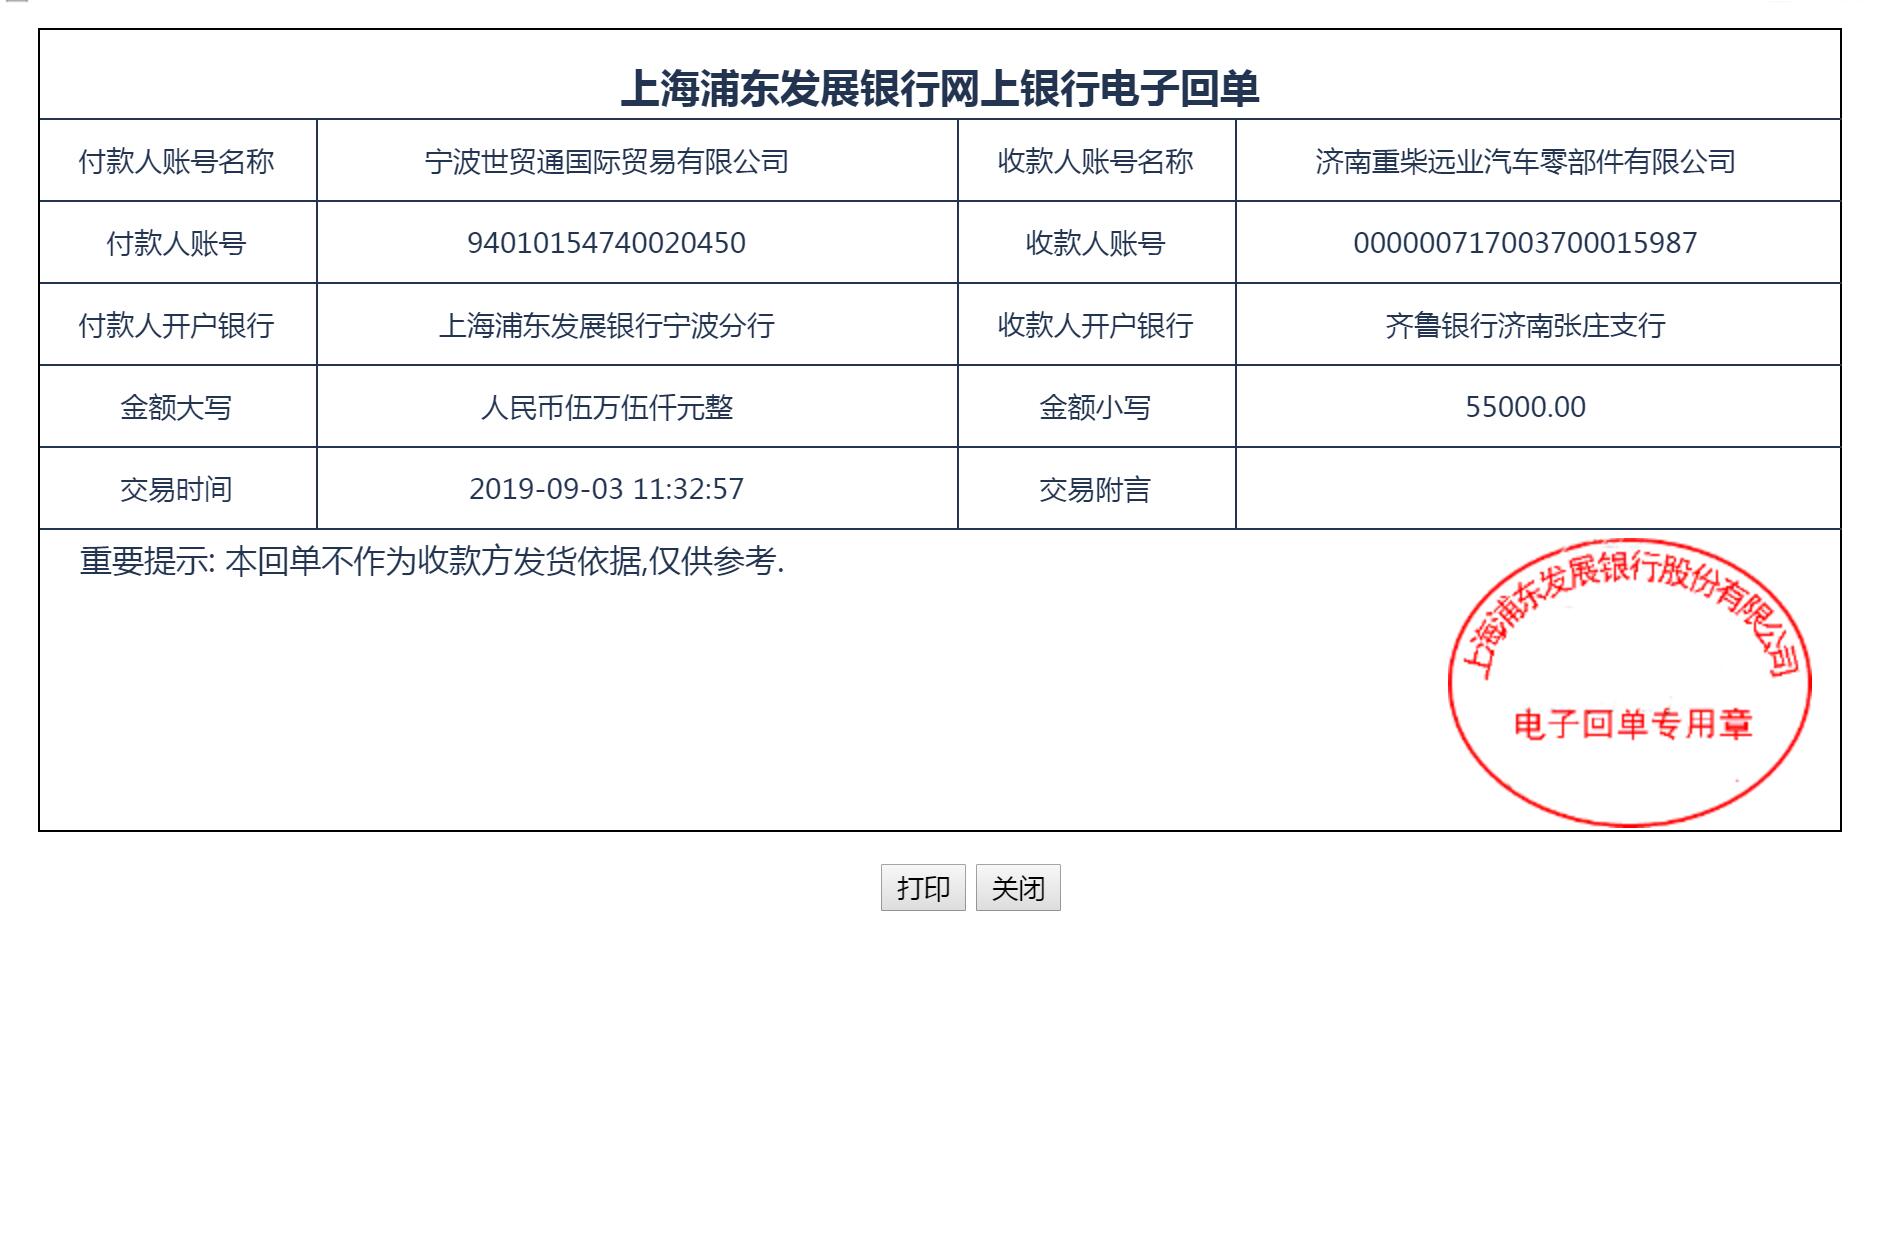 上海浦东发展银行网上银行电子回单
付款人账号名称 宁波世贸通国际贸易有限公司 收款人账号名称 济南重柴远业汽车零部件有限公司
付款人账号 94010154740020450 收款人账号 000000717003700015987
付款人开户银行 上海浦东发展银行宁波分行 收款人开户银行 齐鲁银行济南张庄支行
金额大写 人民币伍万伍仟元整 金额小写 55000.00
交易时间 2019-09-03 11:32:57 交易附言
重要提示: 本回单不作为收款方发货依据,仅供参考.
上海浦东发展银行股份有限公司
电子回单专用章
打印 关闭